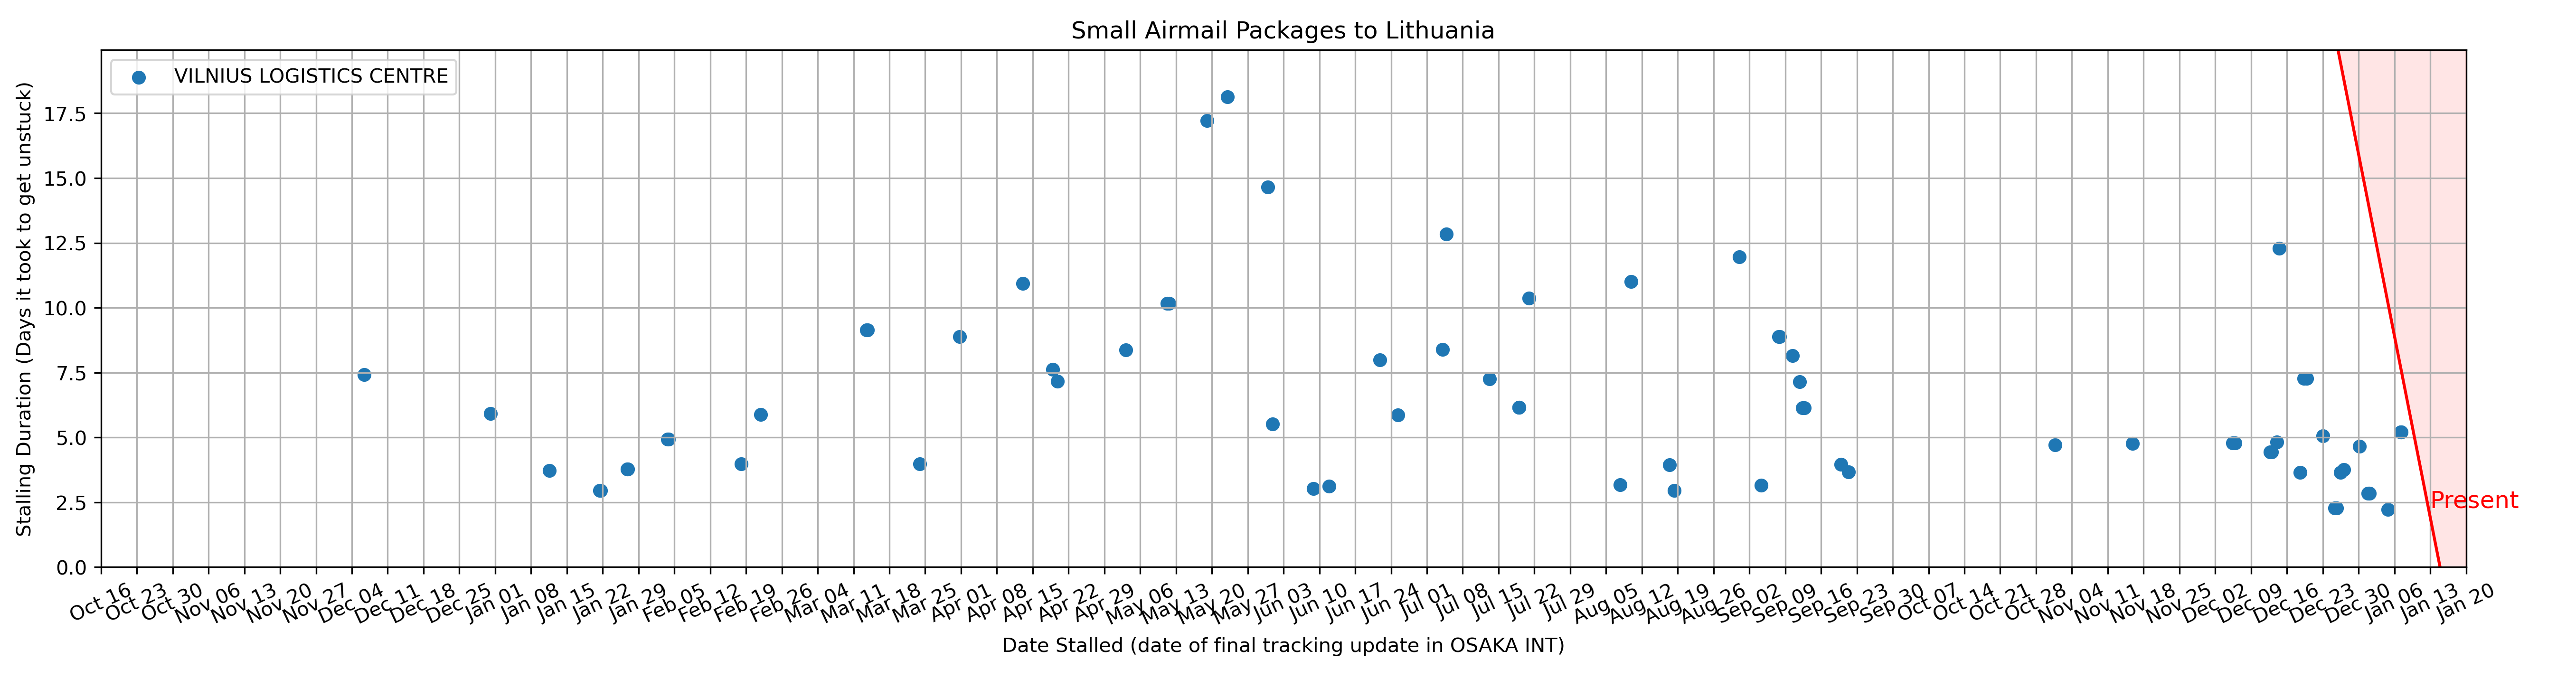 Small Airmail Packages to Lithuania
VILNIUS LOGISTICS CENTRE
Stalling Duration (Days it took to get unstuck)
17.5
15.0
12.5
10.0
7.5
5.0
2.5
0.0
Present
Oct 16 Oct 23 Oct 30 Nov 06 Nov 13 Nov 20 Nov 27 Dec 04 Dec 11 Dec 18 Dec 25 Jan 01 Jan 08 Jan 15 Jan 22 Jan 29 Feb 05 Feb 12 Feb 19 Feb 26 Mar 04 Mar 11 Mar 18 Mar 25 Apr 01 Apr 08 Apr 15 Apr 22 Apr 29 May 06 May 13 May 20 May 27 Jun 03 Jun 10 Jun 17 Jun 24 Jul 01 Jul 08 Jul 15 Jul 22 Jul 29 Aug 05 Aug 12 Aug 19 Aug 26 Sep 02 Sep 09 Sep 16 Sep 23 Sep 30 Oct 07 Oct 14 Oct 21 Oct 28 Nov 04 Nov 11 Nov 18 Nov 25 Dec 02 Dec 09 Dec 16 Dec 23 Dec 30 Jan 06 Jan 13 Jan 20
Date Stalled (date of final tracking update in OSAKA INT)